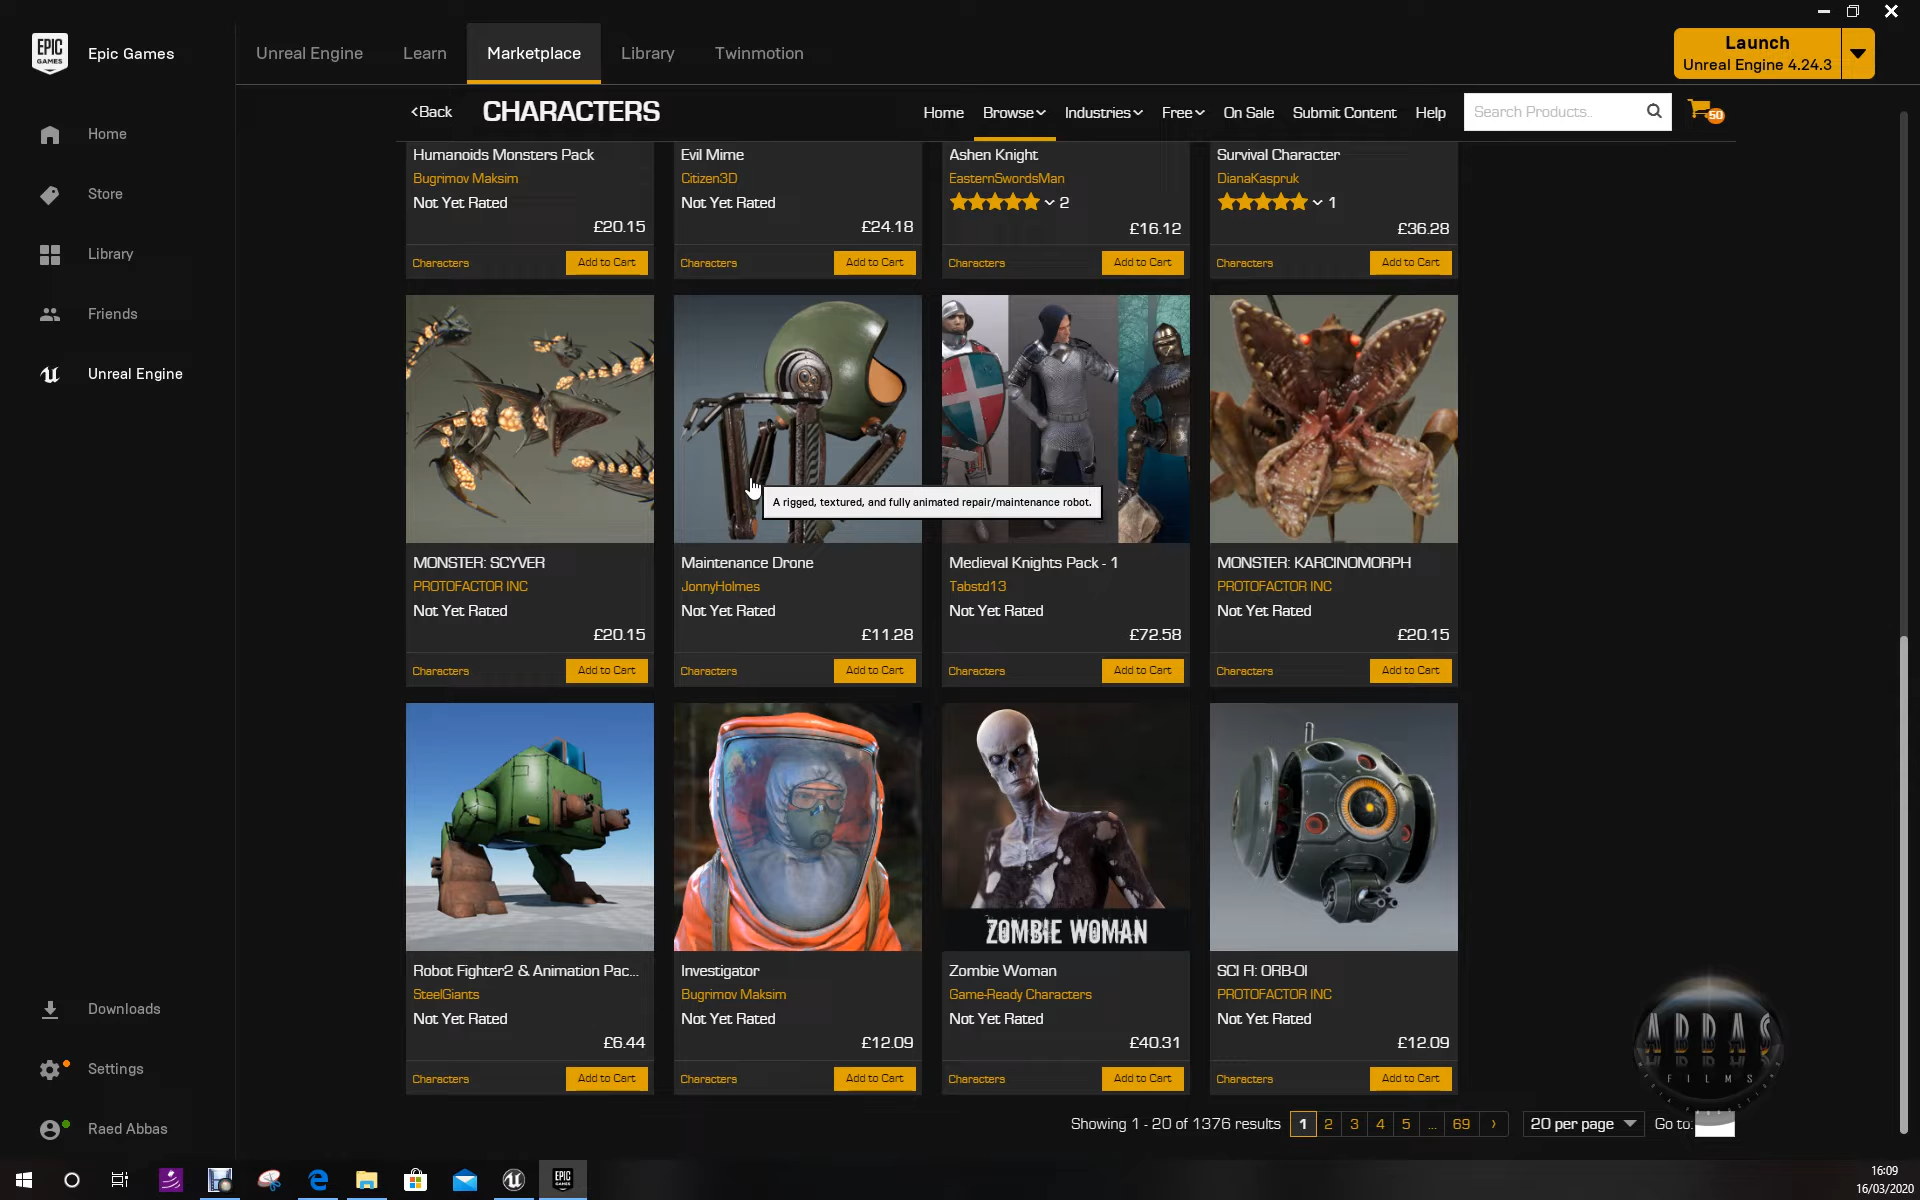 EPIC GAMES
Epic Games
Unreal Engine
Learn
Marketplace
Library
Twinmotion
Launch
Unreal Engine 4.24.3
Home
Store
Library
Friends
Unreal Engine
Downloads
Settings
Raed Abbas
<Back
CHARACTERS
Home
Browse
Industries
Free
On Sale
Submit Content
Help
Search Products..
50
Humanoids Monsters Pack
Bugrimov Maksim
Not Yet Rated
£20.15
Characters
Add to Cart
Evil Mime
Citizen3D
Not Yet Rated
£24.18
Characters
Add to Cart
Ashen Knight
EasternSwordsMan
2
£16.12
Characters
Add to Cart
Survival Character
DianaKaspruk
1
£36.28
Characters
Add to Cart
MONSTER: SCYVER
PROTOFACTOR INC
Not Yet Rated
£20.15
Characters
Add to Cart
A rigged, textured, and fully animated repair/maintenance robot.
Maintenance Drone
JonnyHolmes
Not Yet Rated
£11.28
Characters
Add to Cart
Medieval Knights Pack - 1
Tabstd13
Not Yet Rated
£72.58
Characters
Add to Cart
MONSTER: KARCINOMORPH
PROTOFACTOR INC
Not Yet Rated
£20.15
Characters
Add to Cart
Robot Fighter2 & Animation Pac...
SteelGiants
Not Yet Rated
£6.44
Characters
Add to Cart
Investigator
Bugrimov Maksim
Not Yet Rated
£12.09
Characters
Add to Cart
ZOMBIE WOMAN
Zombie Woman
Game-Ready Characters
Not Yet Rated
£40.31
Characters
Add to Cart
SCI FI: ORB-01
PROTOFACTOR INC
Not Yet Rated
£12.09
Characters
Add to Cart
ABBAS
FILMS
Showing 1 - 20 of 1376 results
1 2 3 4 5 ... 69 ›
20 per page
Go to:
EPIC GAMES
16:09
16/03/2020